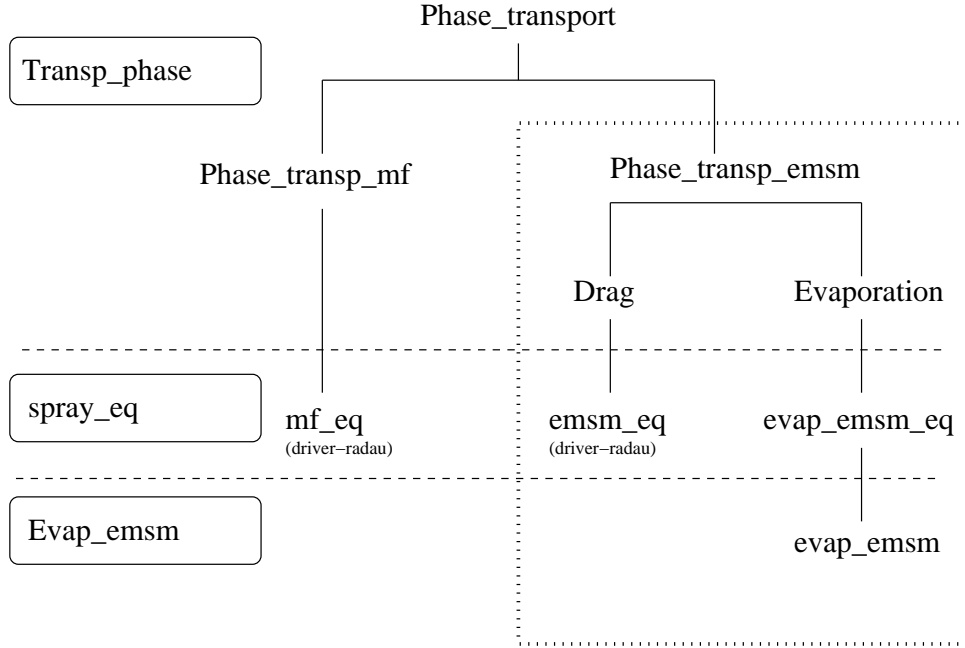 Phase_transport
Transp_phase
Phase_transp_mf
Phase_transp_emsm
Drag
Evaporation
spray_eq
mf_eq
emsm_eq
evap_emsm_eq
(driver−radau)
(driver−radau)
Evap_emsm
evap_emsm